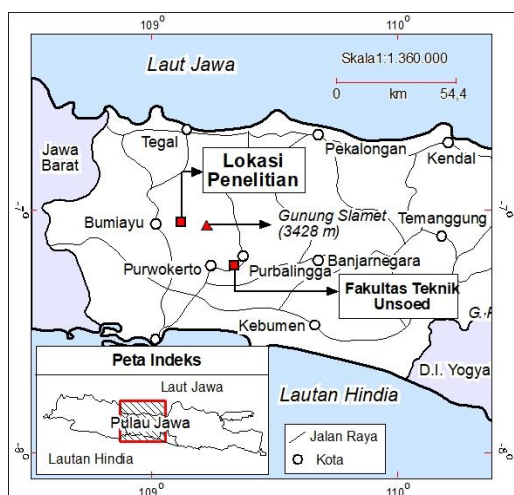 109°
110°
Skala1:1.360.000
0 km 54,4
Laut Jawa
Jawa
Barat
Tegal
Pekalongan
Kendal
Lokasi
Penelitian
-7°
-7°
Bumiayu
Gunung Slamet
(3428 m)
Temanggung
Purwokerto
Purbalingga
Banjarnegara
Fakultas Teknik
Unsoed
Kebumen
D.I. Yogya
Peta Indeks
Laut Jawa
Pulau Jawa
Lautan Hindia
Lautan Hindia
Jalan Raya
Kota
-8°
-8°
109°
110°